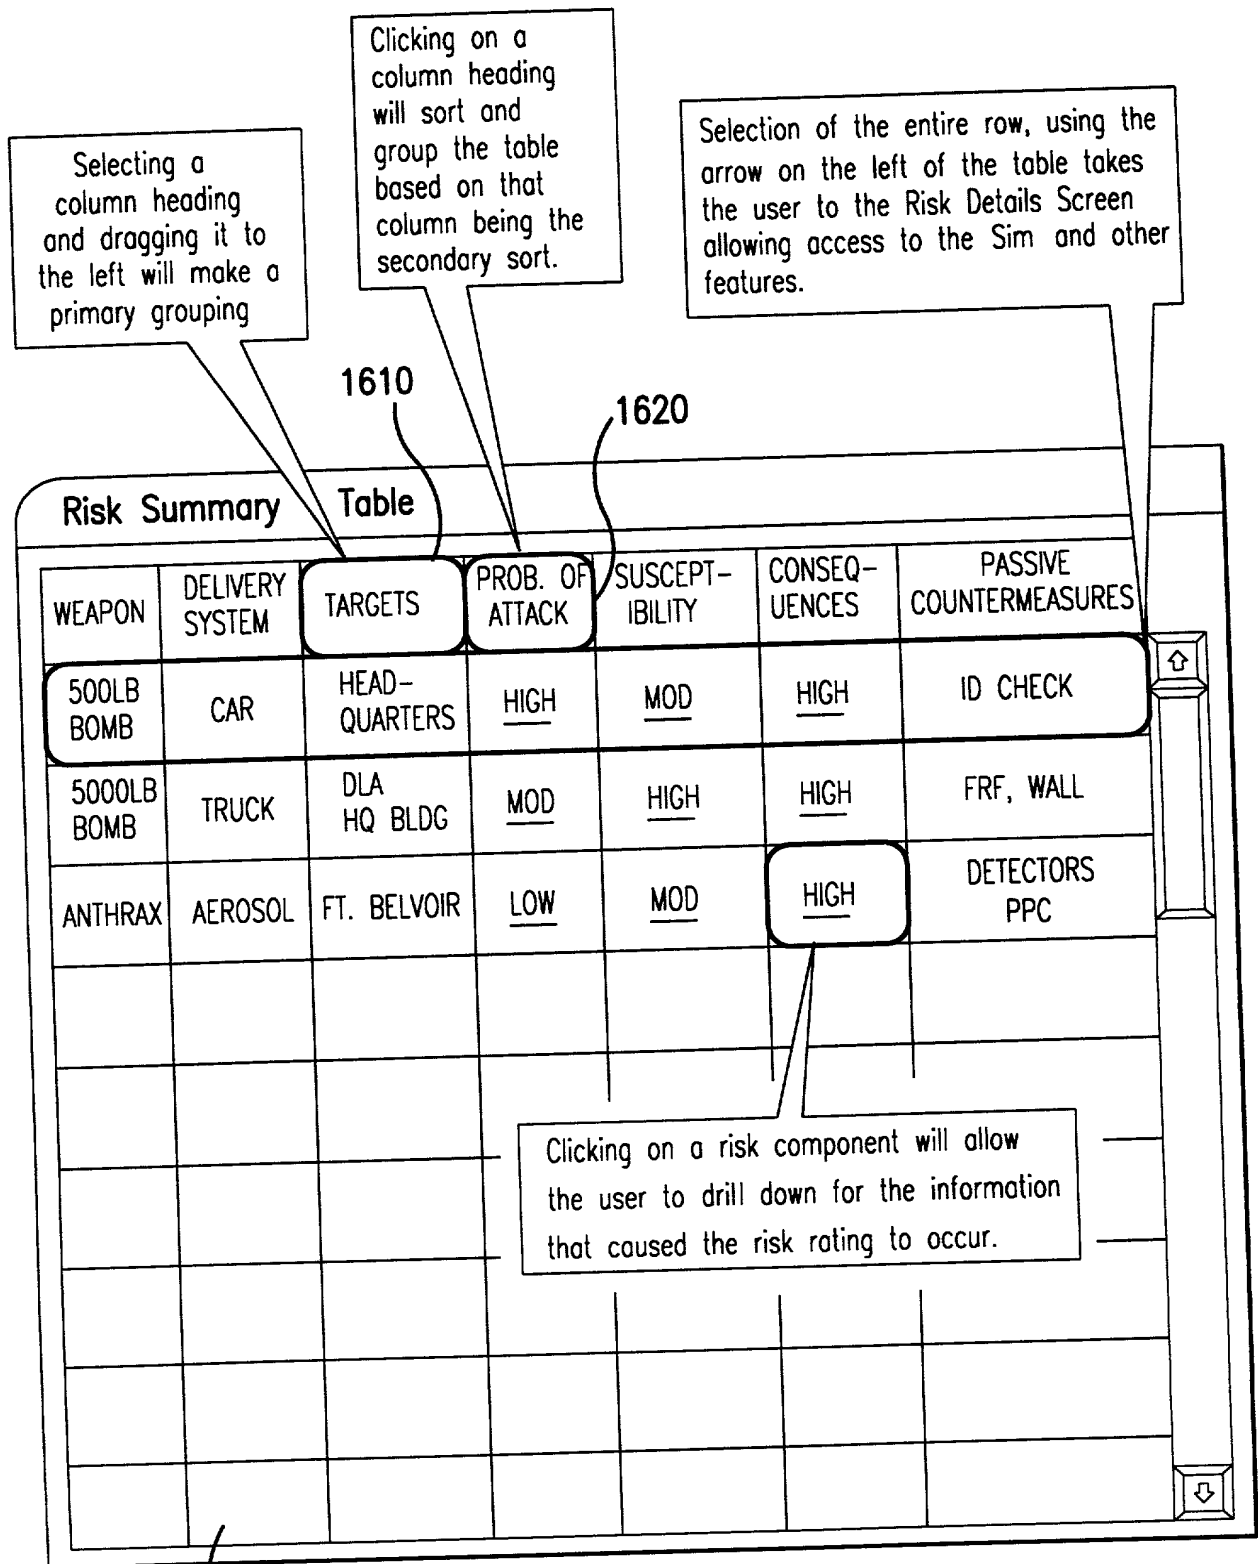 Clicking on a
column heading
will sort and
group the table
based on that
column being the
secondary sort.
Selecting a
column heading
and dragging it to
the left will make a
primary grouping
Selection of the entire row, using the
arrow on the left of the table takes
the user to the Risk Details Screen
allowing access to the Sim and other
features.
1610
1620
Risk Summary Table
WEAPON
DELIVERY
SYSTEM
TARGETS
PROB. OF
ATTACK
SUSCEPT-
IBILITY
CONSEQ-
UENCES
PASSIVE
COUNTERMEASURES
500LB
BOMB
CAR
HEAD-
QUARTERS
HIGH
MOD
HIGH
ID CHECK
5000LB
BOMB
TRUCK
DLA
HQ BLDG
MOD
HIGH
HIGH
FRF, WALL
ANTHRAX
AEROSOL
FT. BELVOIR
LOW
MOD
HIGH
DETECTORS
PPC
Clicking on a risk component will allow
the user to drill down for the information
that caused the risk rating to occur.